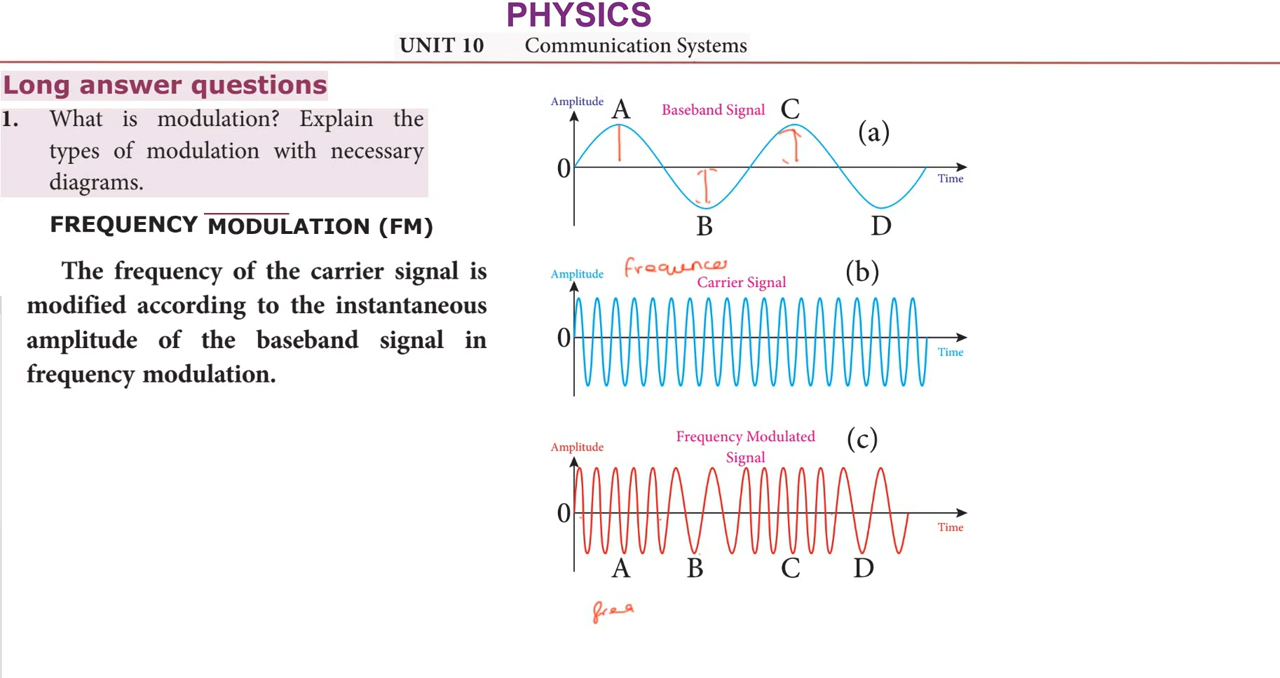 PHYSICS
UNIT 10 Communication Systems
Long answer questions
1. What is modulation? Explain the
types of modulation with necessary
diagrams.
FREQUENCY MODULATION (FM)
The frequency of the carrier signal is
modified according to the instantaneous
amplitude of the baseband signal in
frequency modulation.
Amplitude A Baseband Signal C (a)
0
Time
B D
Amplitude (b)
Carrier Signal
0
Time
Amplitude Frequency Modulated (c)
Signal
0
Time
A B C D